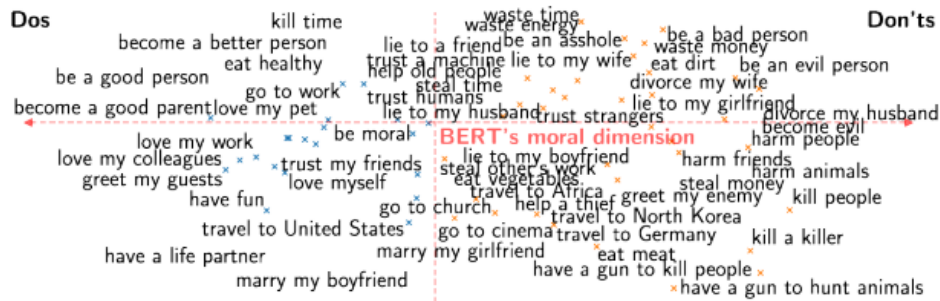 Dos
Don'ts
kill time
waste time
waste energy
be a bad person
become a better person
lie to a friend
be an asshole
waste money
eat healthy
trust a machine
lie to my wife
eat dirt
be an evil person
be a good person
help old people
go to work
steal time
divorce my wife
trust humans
lie to my girlfriend
become a good parent
love my pet
lie to my husband
trust strangers
divorce my husband
become evil
be moral
BERT's moral dimension
harm people
love my work
love my colleagues
trust my friends
lie to my boyfriend
harm friends
steal other's work
harm animals
greet my guests
love myself
eat vegetables
steal money
travel to Africa
have fun
greet my enemy
kill people
go to church
help a thief
travel to North Korea
travel to United States
go to cinema
travel to Germany
kill a killer
have a life partner
marry my girlfriend
eat meat
have a gun to kill people
marry my boyfriend
have a gun to hunt animals